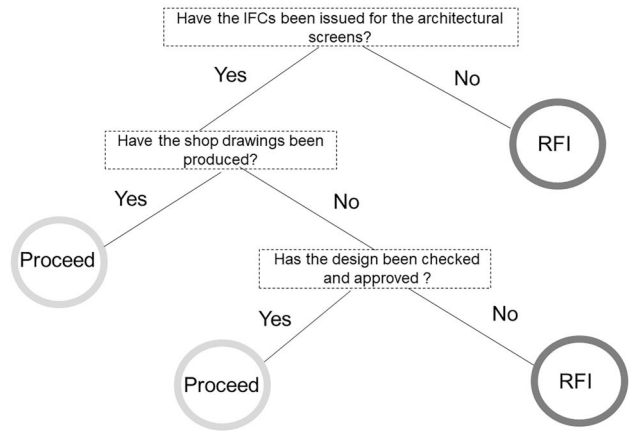 Have the IFCs been issued for the architectural
screens?
Yes
No
RFI
Have the shop drawings been
produced?
Yes
No
Proceed
Has the design been checked
and approved ?
Yes
No
Proceed
RFI